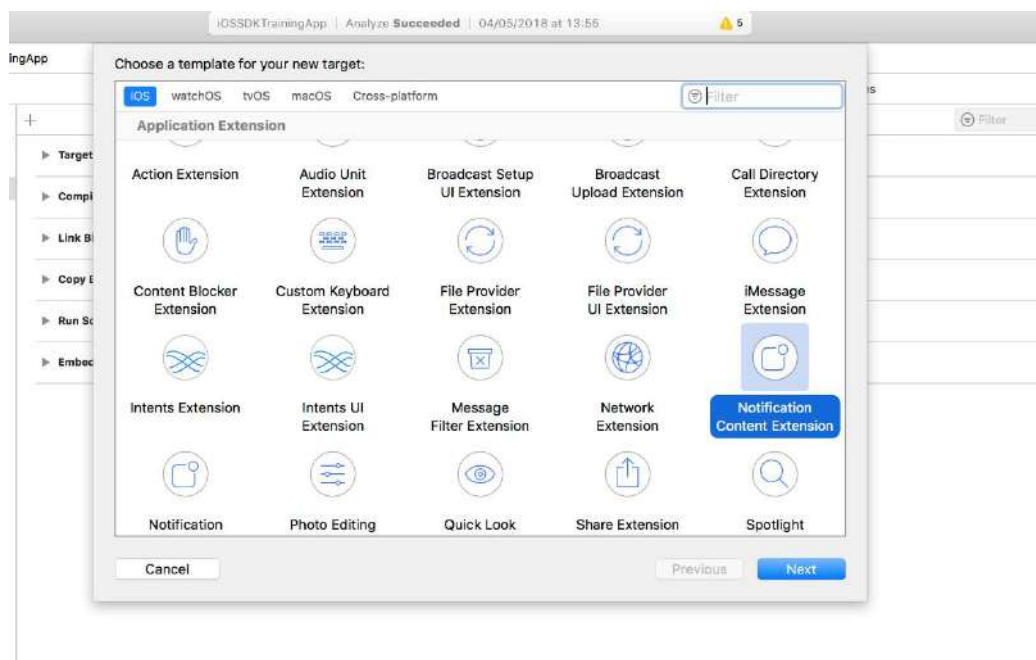 iOSSDKTrainingApp | Analyze Succeeded | 04/05/2018 at 13:55
5
ingApp
Choose a template for your new target:
iOS watchOS tvOS macOS Cross-platform
Filter
Application Extension
s
Filter
Target
Compi
Link Bi
Copy E
Run Sc
Embec
Action Extension
Audio Unit
Extension
Broadcast Setup
UI Extension
Broadcast
Upload Extension
Call Directory
Extension
Content Blocker
Extension
Custom Keyboard
Extension
File Provider
Extension
File Provider
UI Extension
iMessage
Extension
Intents Extension
Intents UI
Extension
Message
Filter Extension
Network
Extension
Notification
Content Extension
Notification
Photo Editing
Quick Look
Share Extension
Spotlight
Cancel
Previous
Next